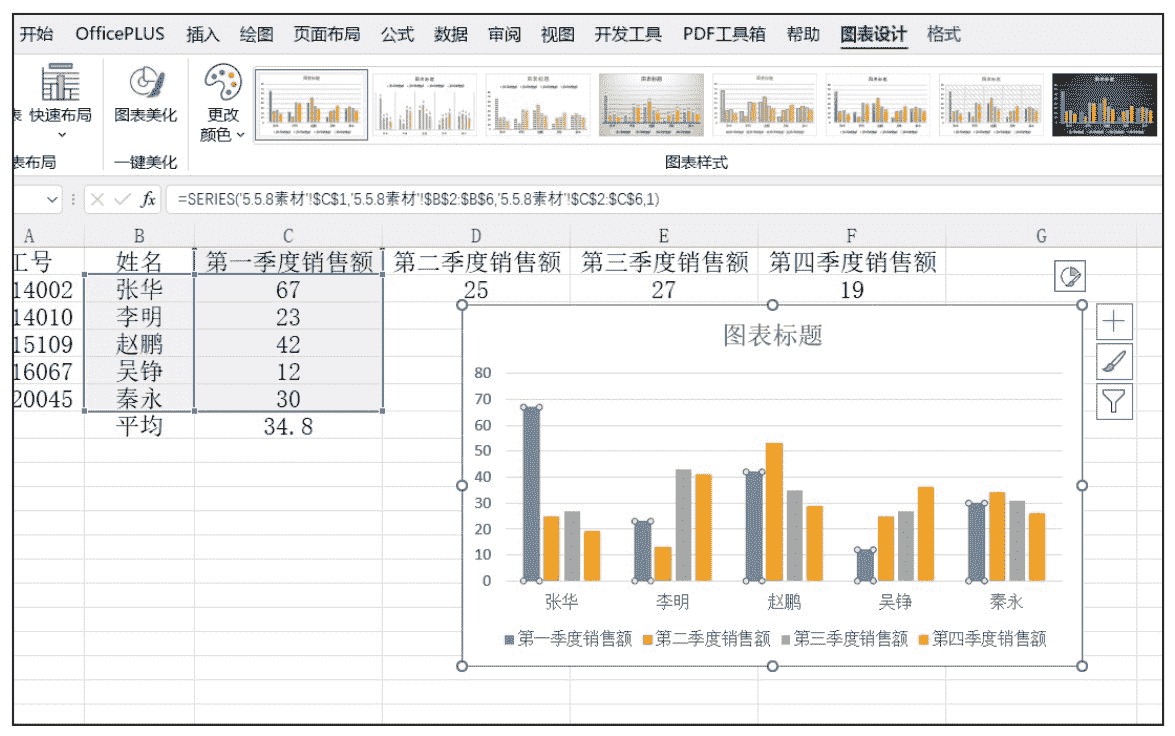 开始 OfficePLUS 插入 绘图 页面布局 公式 数据 审阅 视图 开发工具 PDF工具箱 帮助 图表设计 格式
快速布局 图表美化 更改颜色
表布局 一键美化 图表样式
fx =SERIES('5.5.8素材'!$C$1,'5.5.8素材'!$B$2:$B$6,'5.5.8素材'!$C$2:$C$6,1)
A B C D E F G
工号 姓名 第一季度销售额 第二季度销售额 第三季度销售额 第四季度销售额
14002 张华 67 25 27 19
14010 李明 23
15109 赵鹏 42
16067 吴铮 12
20045 秦永 30
平均 34.8
图表标题
80
70
60
50
40
30
20
10
0
张华 李明 赵鹏 吴铮 秦永
第一季度销售额 第二季度销售额 第三季度销售额 第四季度销售额